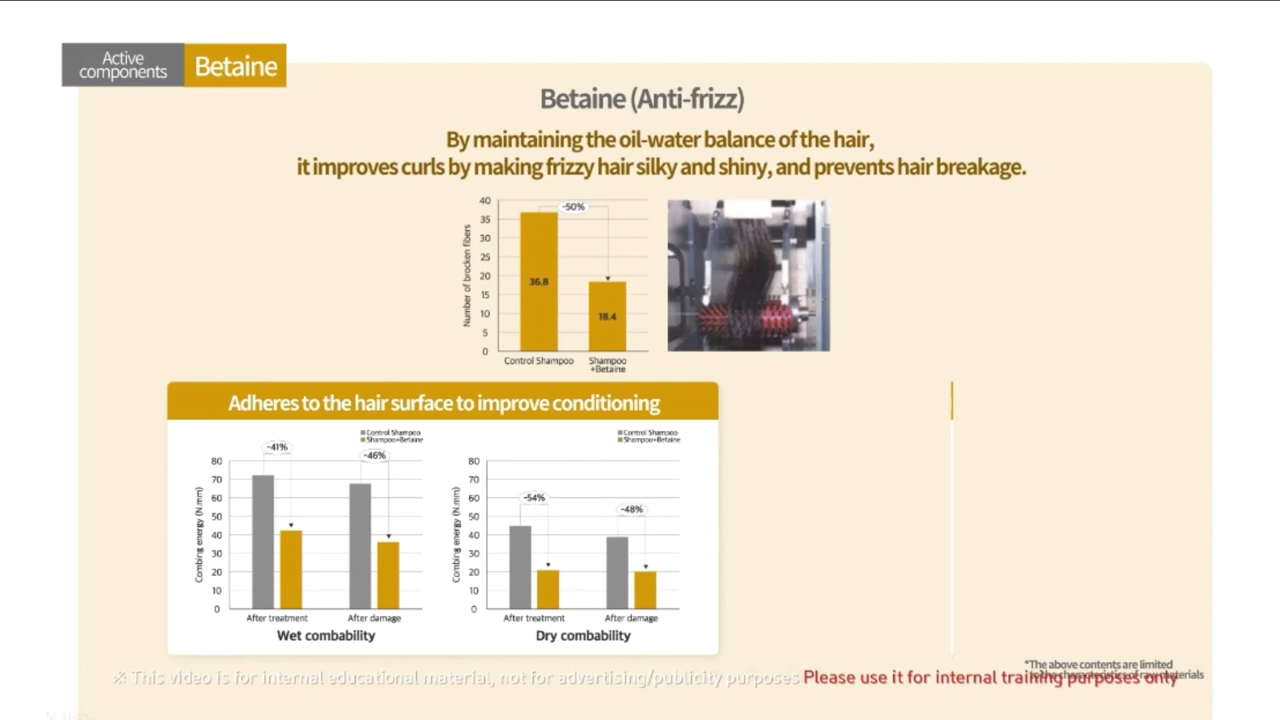 Active
components
Betaine
Betaine (Anti-frizz)
By maintaining the oil-water balance of the hair,
it improves curls by making frizzy hair silky and shiny, and prevents hair breakage.
Number of brocken fibers
40
35
30
25
20
15
10
5
0
-50%
36.8
18.4
Control Shampoo
Shampoo
+Betaine
Adheres to the hair surface to improve conditioning
Control Shampoo
Shampoo+Betaine
-41%
-46%
Combing energy (N.mm)
80
70
60
50
40
30
20
10
0
After treatment
After damage
Wet combability
Control Shampoo
Shampoo+Betaine
-54%
-48%
Combing energy (N.mm)
80
70
60
50
40
30
20
10
0
After treatment
After damage
Dry combability
*The above contents are limited
to the characteristics of raw materials
※ This video is for internal educational material, not for advertising/publicity purposes Please use it for internal training purposes only